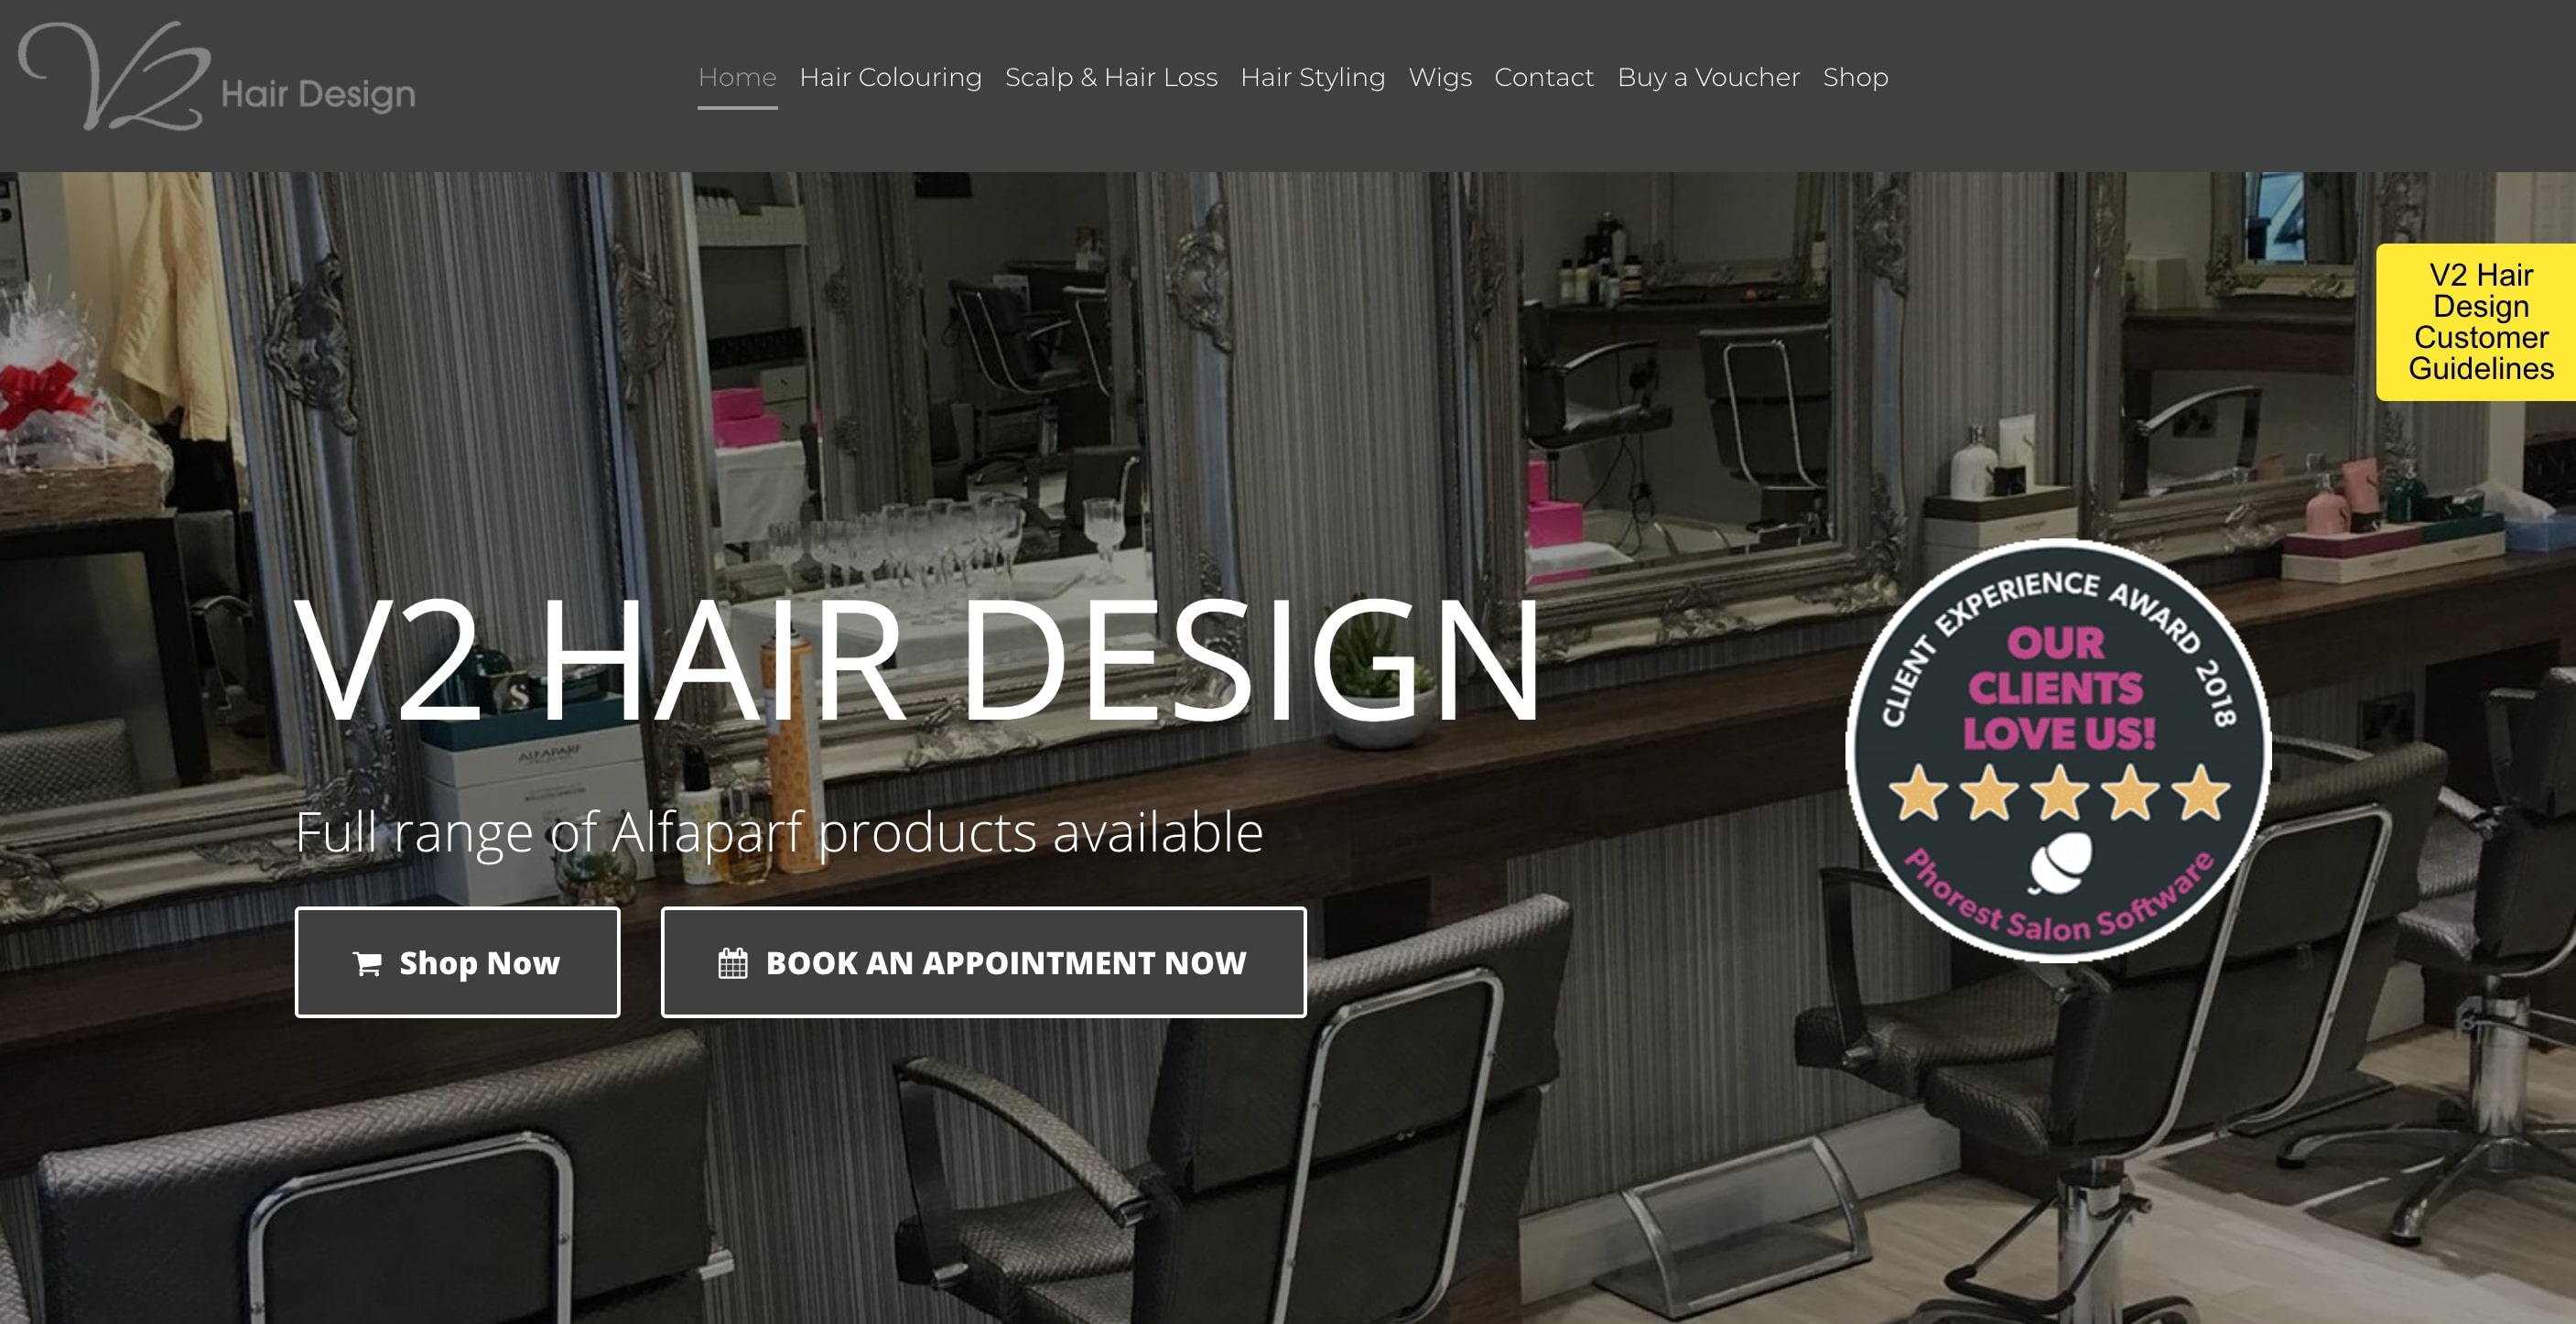 V2 Hair Design
Home Hair Colouring Scalp & Hair Loss Hair Styling Wigs Contact Buy a Voucher Shop
V2 Hair
Design
Customer
Guidelines
V2 HAIR DESIGN
CLIENT EXPERIENCE AWARD 2018
OUR
CLIENTS
LOVE US!
Phorest Salon Software
ALFAPARF
Full range of Alfaparf products available
Shop Now
BOOK AN APPOINTMENT NOW